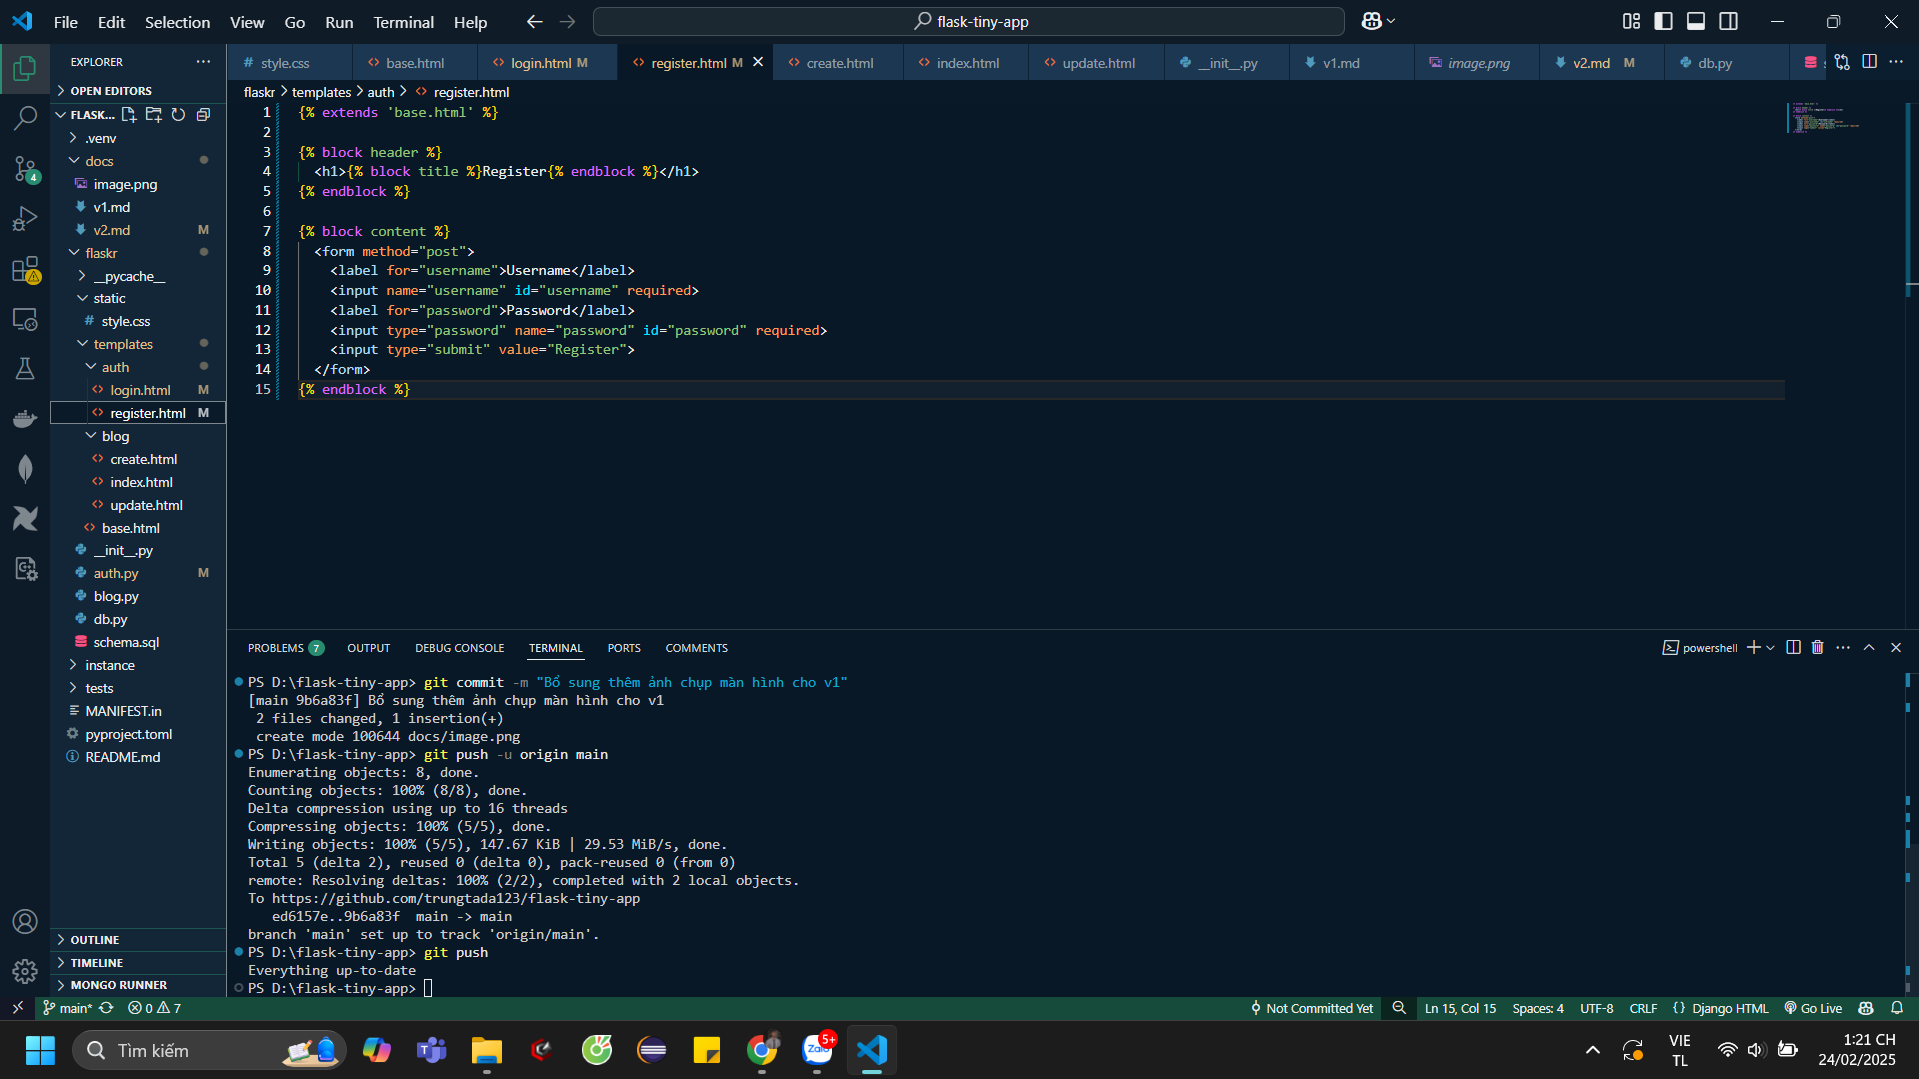 File Edit Selection View Go Run Terminal Help
flask-tiny-app
EXPLORER
OPEN EDITORS
FLASK...
.venv
docs
image.png
v1.md
v2.md M
flaskr
__pycache__
static
# style.css
templates
auth
login.html M
register.html M
blog
create.html
index.html
update.html
base.html
__init__.py
auth.py M
blog.py
db.py
schema.sql
instance
tests
MANIFEST.in
pyproject.toml
README.md
OUTLINE
TIMELINE
MONGO RUNNER
4
# style.css base.html login.html M register.html M create.html index.html update.html __init__.py v1.md image.png v2.md M db.py
flaskr > templates > auth > register.html
1 {% extends 'base.html' %}
2
3 {% block header %}
4 <h1>{% block title %}Register{% endblock %}</h1>
5 {% endblock %}
6
7 {% block content %}
8 <form method="post">
9 <label for="username">Username</label>
10 <input name="username" id="username" required>
11 <label for="password">Password</label>
12 <input type="password" name="password" id="password" required>
13 <input type="submit" value="Register">
14 </form>
15 {% endblock %}
PROBLEMS 7 OUTPUT DEBUG CONSOLE TERMINAL PORTS COMMENTS
powershell
PS D:\flask-tiny-app> git commit -m "Bổ sung thêm ảnh chụp màn hình cho v1"
[main 9b6a83f] Bổ sung thêm ảnh chụp màn hình cho v1
2 files changed, 1 insertion(+)
create mode 100644 docs/image.png
PS D:\flask-tiny-app> git push -u origin main
Enumerating objects: 8, done.
Counting objects: 100% (8/8), done.
Delta compression using up to 16 threads
Compressing objects: 100% (5/5), done.
Writing objects: 100% (5/5), 147.67 KiB | 29.53 MiB/s, done.
Total 5 (delta 2), reused 0 (delta 0), pack-reused 0 (from 0)
remote: Resolving deltas: 100% (2/2), completed with 2 local objects.
To https://github.com/trungtada123/flask-tiny-app
ed6157e..9b6a83f main -> main
branch 'main' set up to track 'origin/main'.
PS D:\flask-tiny-app> git push
Everything up-to-date
PS D:\flask-tiny-app>
main* 0 7 Not Committed Yet Ln 15, Col 15 Spaces: 4 UTF-8 CRLF {} Django HTML Go Live
Tìm kiếm
Zalo
5+
VIE
TL
1:21 CH
24/02/2025